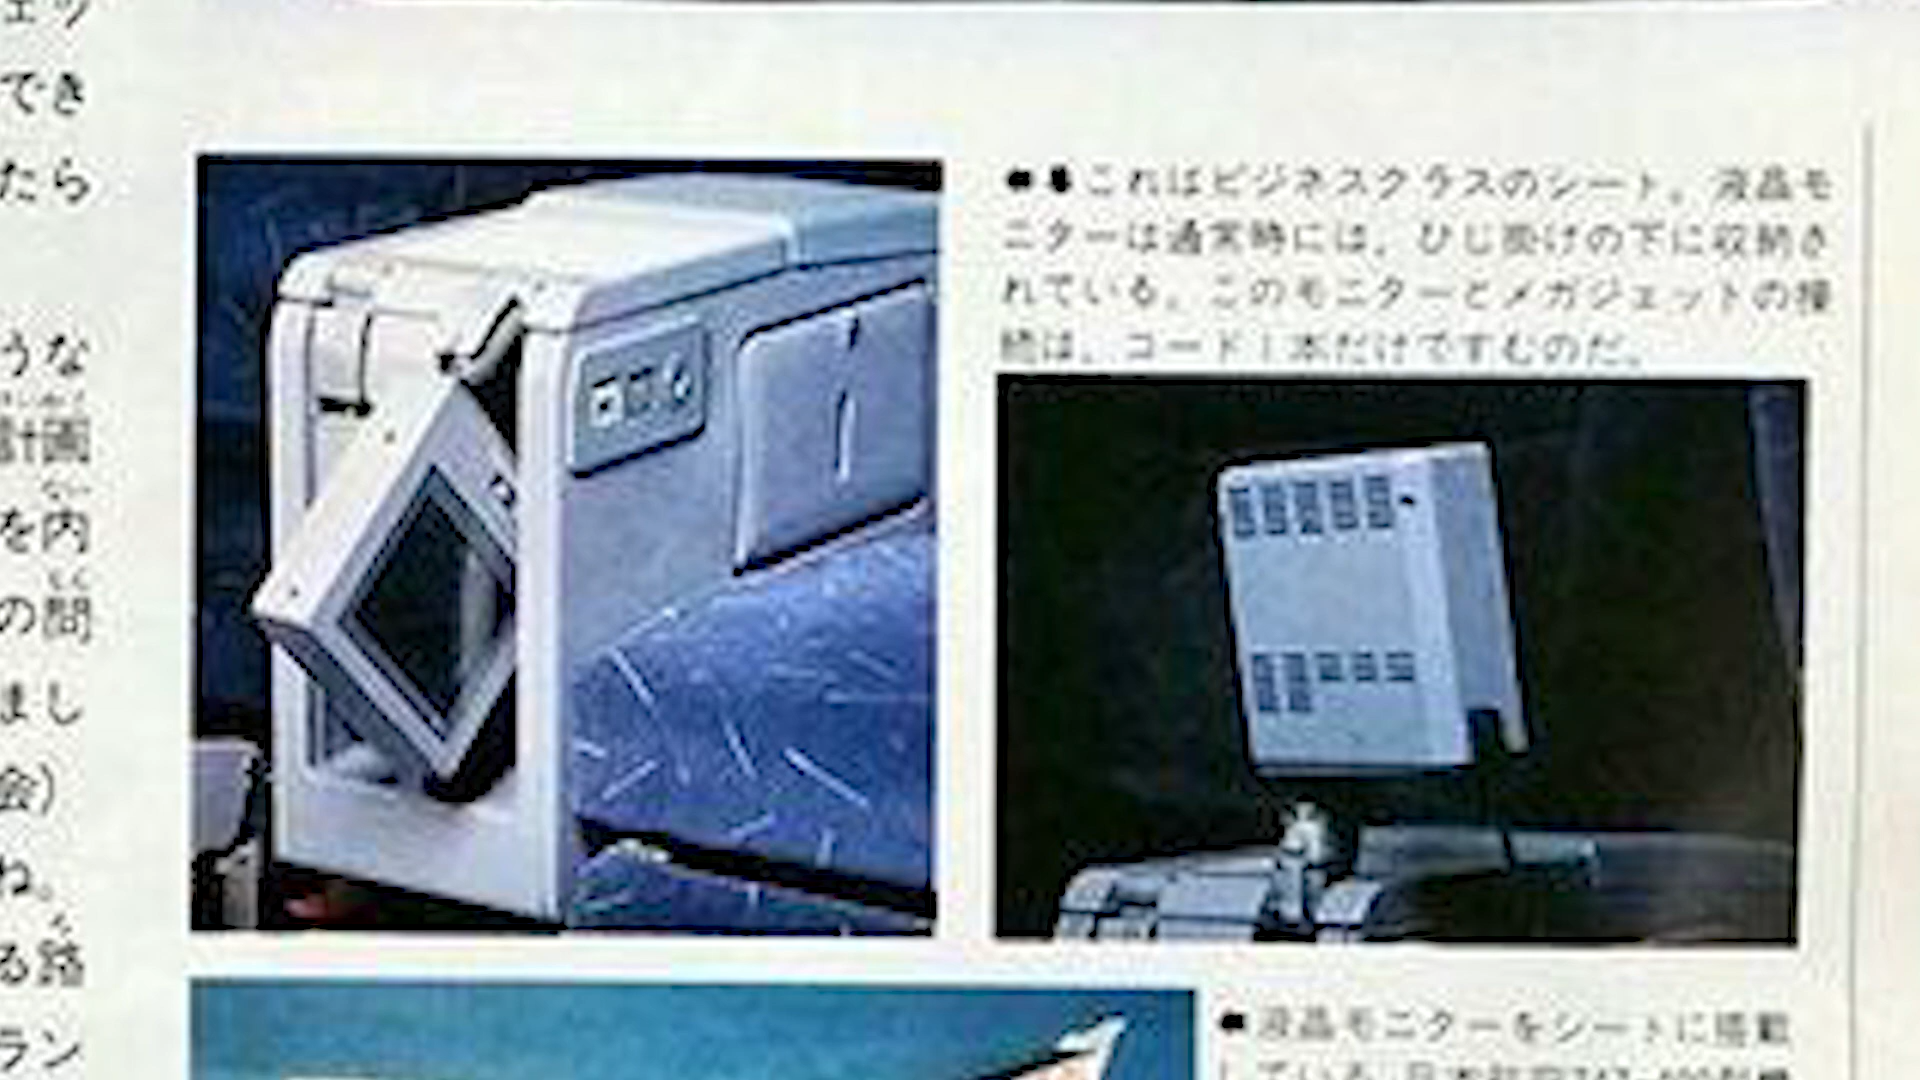 ェッ
でき
たら
うな
計画
を内
の間
まし
会）
ね。
る路
ラン
これはビジネスクラスのシート。液晶モ
ニターは通常時には、ひじ掛けの下に収納さ
れている。このモニターとメガジェットの接
続は、コード1本だけですむのだ。
液晶モニターをシートに搭載
している